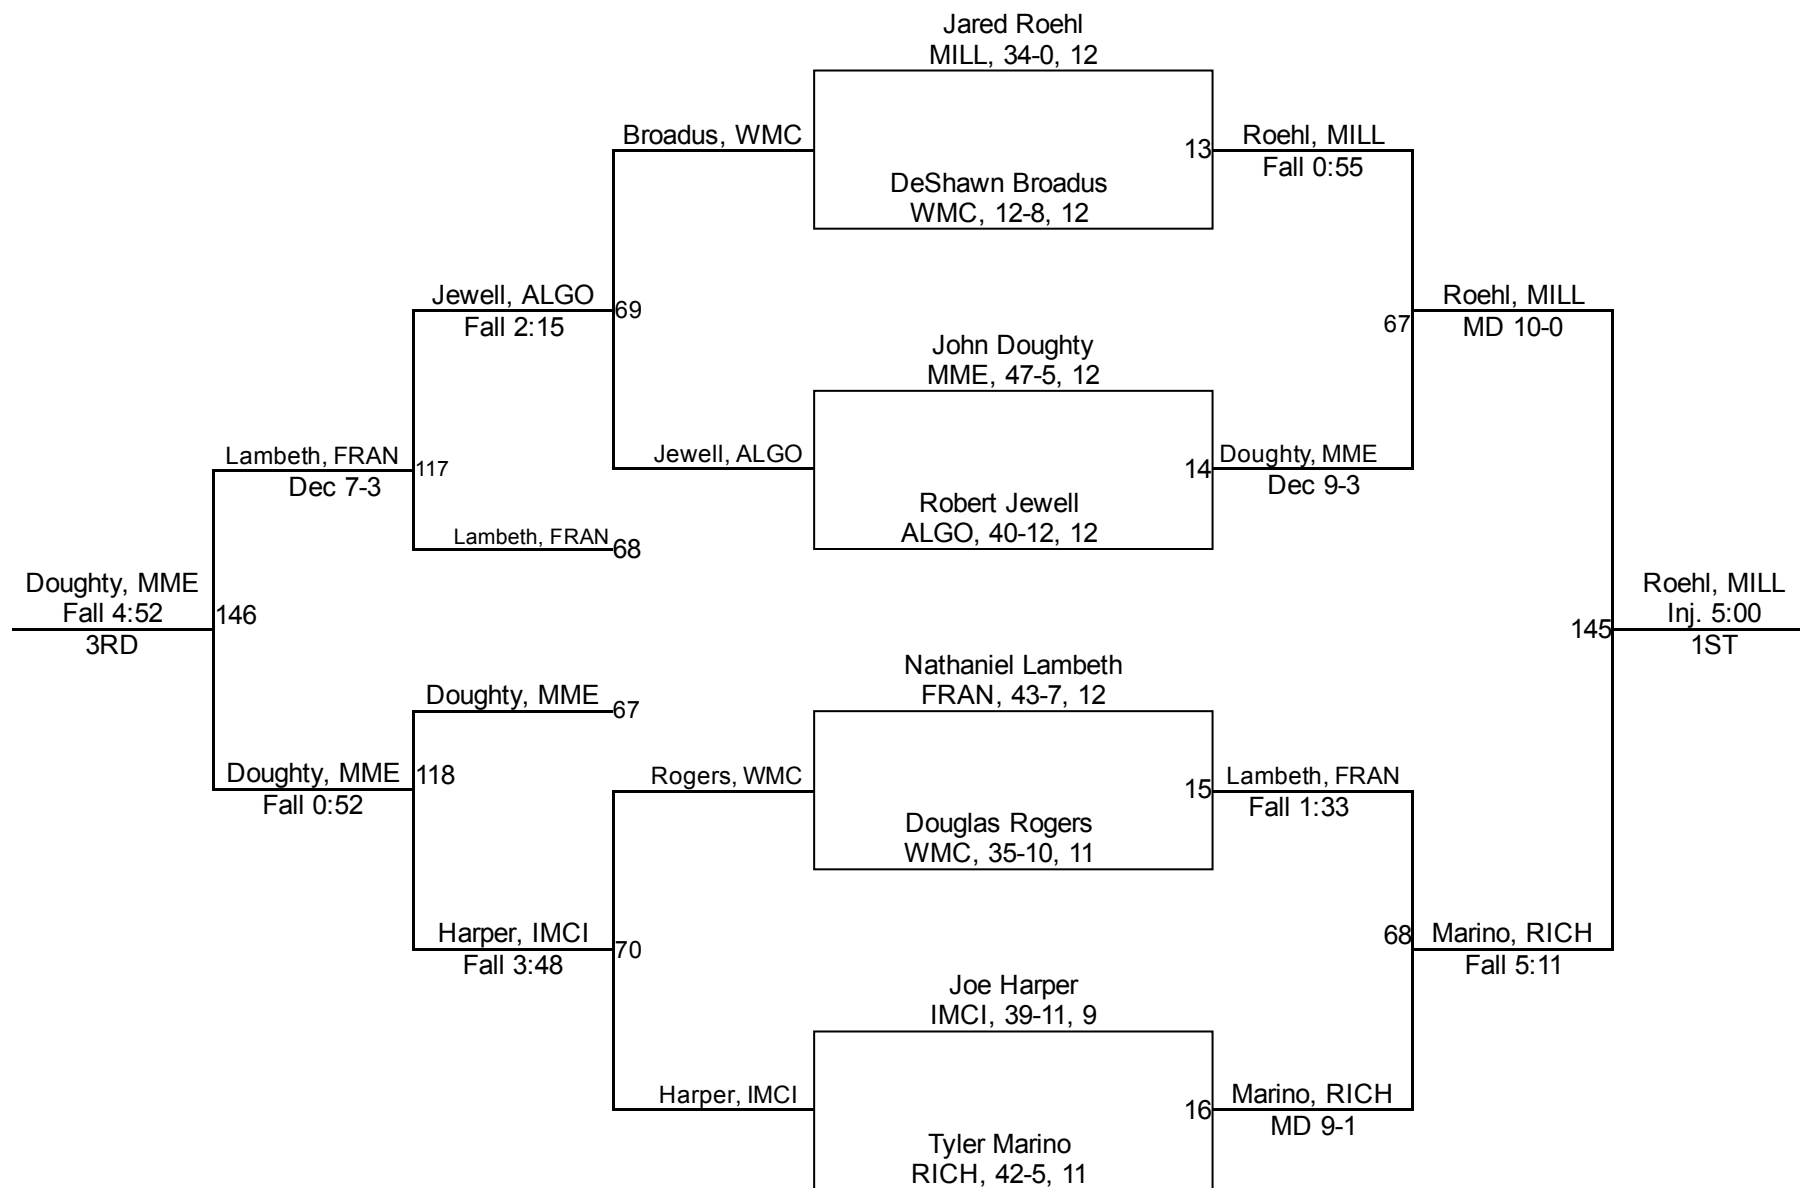 Jared Roehl
MILL, 34-0, 12
Broadus, WMC
13
Roehl, MILL
Fall 0:55
DeShawn Broadus
WMC, 12-8, 12
Jewell, ALGO
Fall 2:15
69
Roehl, MILL
MD 10-0
67
John Doughty
MME, 47-5, 12
Lambeth, FRAN
Dec 7-3
117
Jewell, ALGO
14
Doughty, MME
Dec 9-3
Robert Jewell
ALGO, 40-12, 12
Lambeth, FRAN
68
Doughty, MME
Fall 4:52
3RD
146
145
Roehl, MILL
Inj. 5:00
1ST
Nathaniel Lambeth
FRAN, 43-7, 12
Doughty, MME
67
Doughty, MME
Fall 0:52
118
Rogers, WMC
15
Lambeth, FRAN
Fall 1:33
Douglas Rogers
WMC, 35-10, 11
Harper, IMCI
Fall 3:48
70
68
Marino, RICH
Fall 5:11
Joe Harper
IMCI, 39-11, 9
Harper, IMCI
16
Marino, RICH
MD 9-1
Tyler Marino
RICH, 42-5, 11